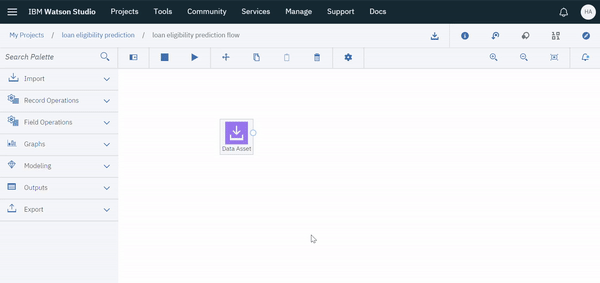 IBM Watson Studio Projects Tools Community Services Manage Support Docs HA
My Projects / loan eligibility prediction / loan eligibility prediction flow
Search Palette
Import
Record Operations
Field Operations
Graphs
Modeling
Outputs
Export
Data Asset